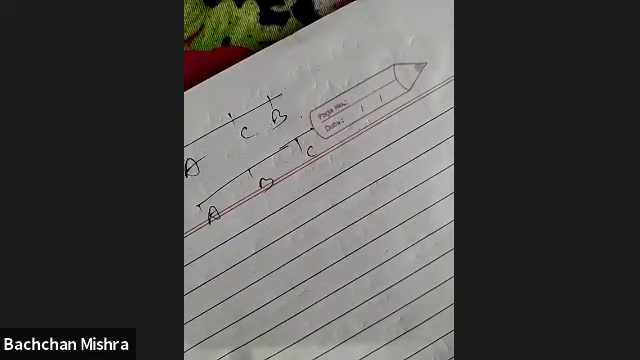 A C B
A B C
Page No.:
Date:
Bachchan Mishra